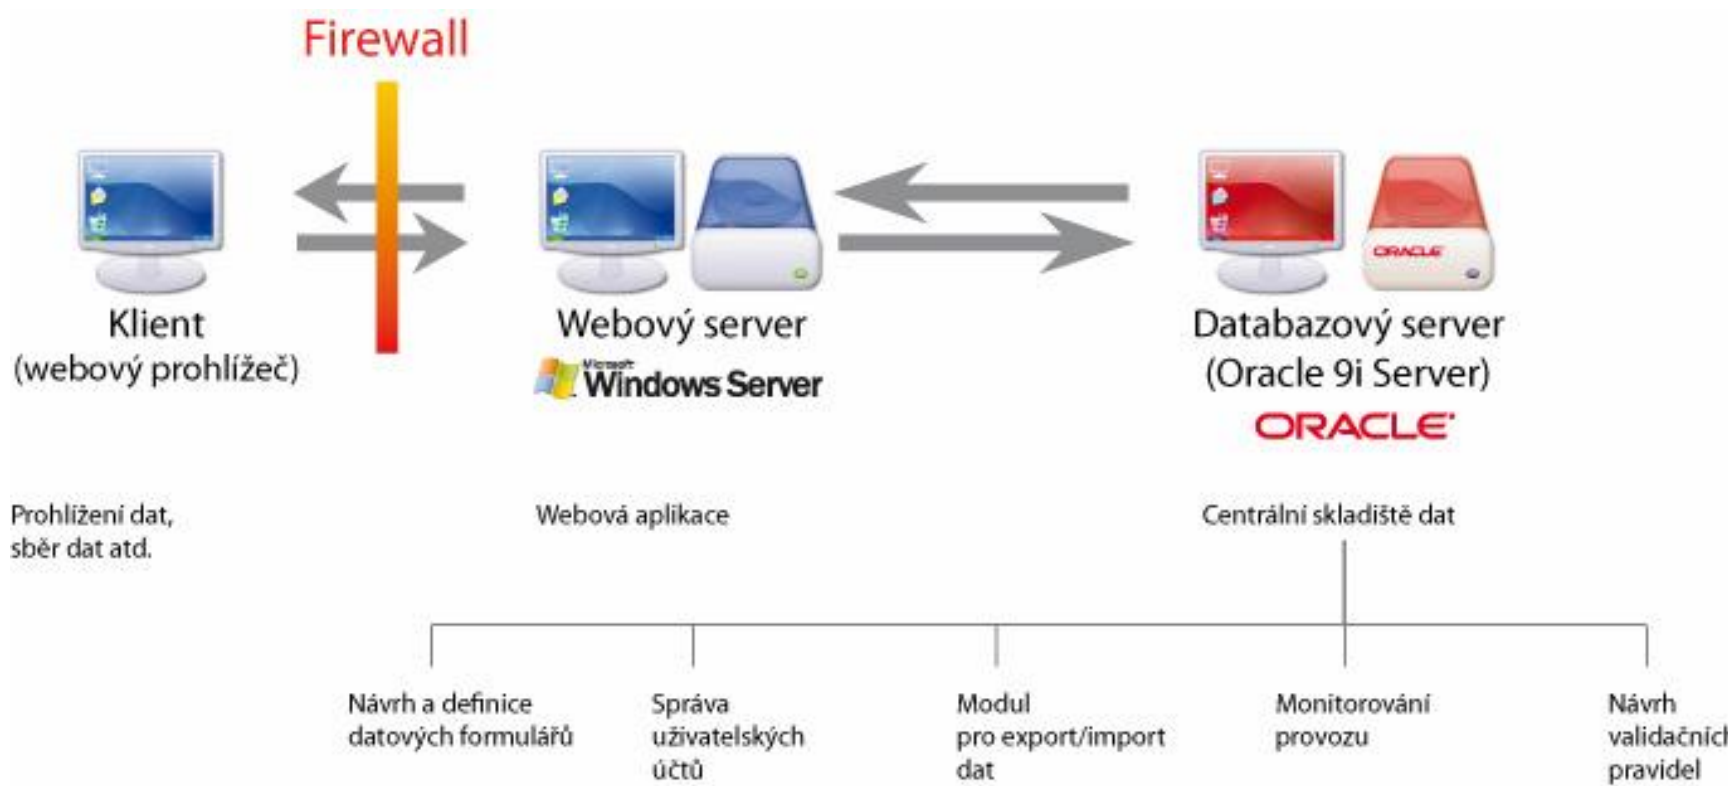 Firewall
Klient
(webový prohlížeč)
Webový server
Microsoft
Windows Server
ORACLE
Databazový server
(Oracle 9i Server)
ORACLE
Prohlížení dat,
sběr dat atd.
Webová aplikace
Centrální skladiště dat
Návrh a definice
datových formulářů
Správa
uživatelských
účtů
Modul
pro export/import
dat
Monitorování
provozu
Návrh
validačních
pravidel